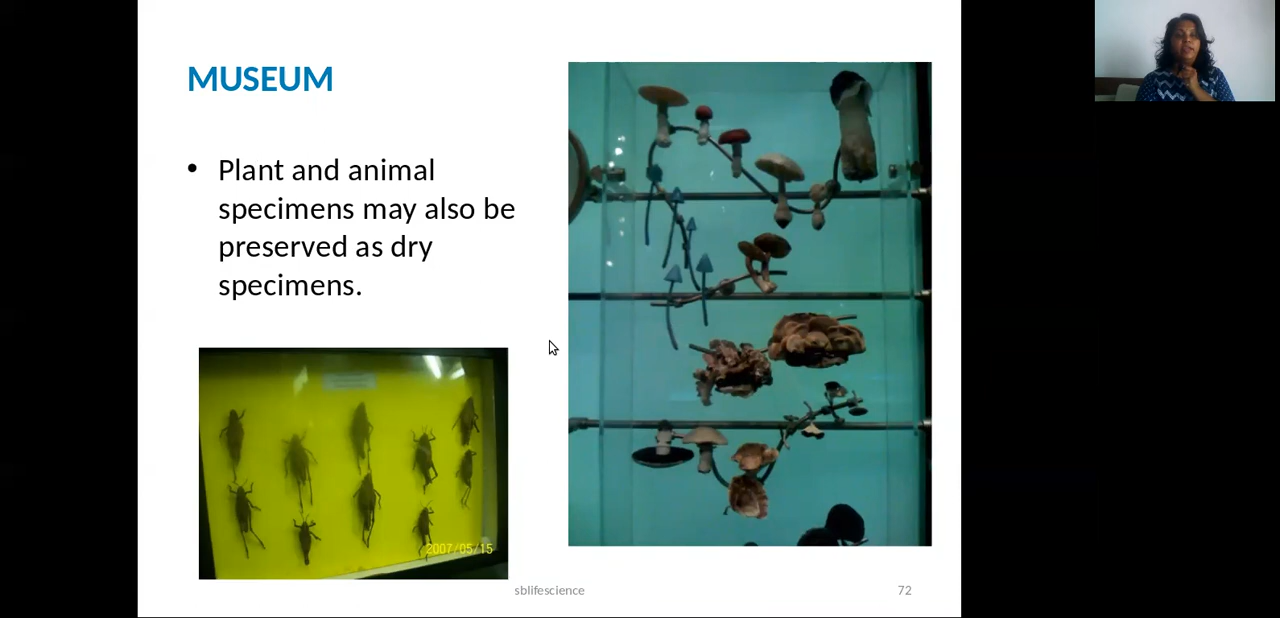 MUSEUM
• Plant and animal
specimens may also be
preserved as dry
specimens.
2007/05/15
sblifescience
72